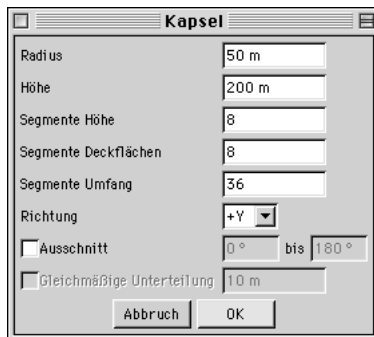 Kapsel
Radius 50 m
Höhe 200 m
Segmente Höhe 8
Segmente Deckflächen 8
Segmente Umfang 36
Richtung +Y
Ausschnitt 0° bis 180°
Gleichmäßige Unterteilung 10 m
Abbruch OK